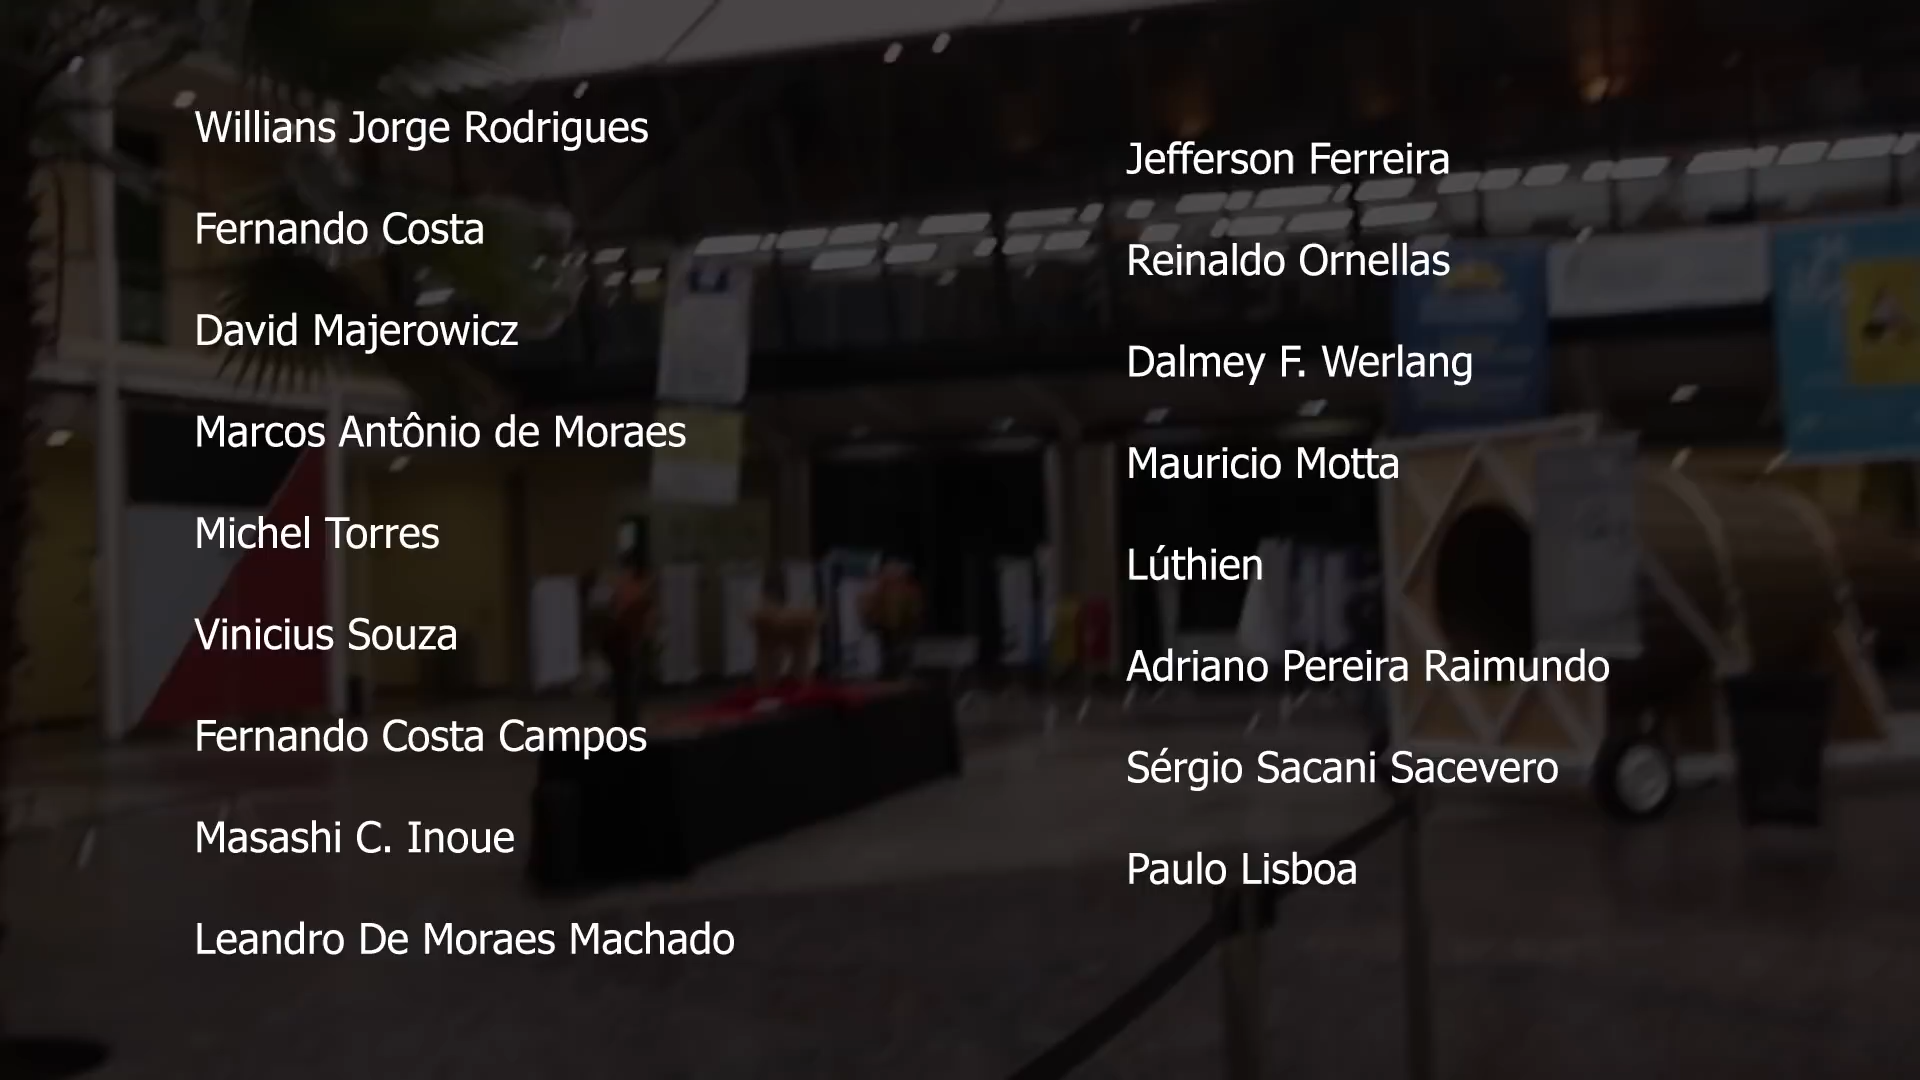 Willians Jorge Rodrigues
Fernando Costa
David Majerowicz
Marcos Antônio de Moraes
Michel Torres
Vinicius Souza
Fernando Costa Campos
Masashi C. Inoue
Leandro De Moraes Machado
Jefferson Ferreira
Reinaldo Ornellas
Dalmey F. Werlang
Mauricio Motta
Lúthien
Adriano Pereira Raimundo
Sérgio Sacani Sacevero
Paulo Lisboa